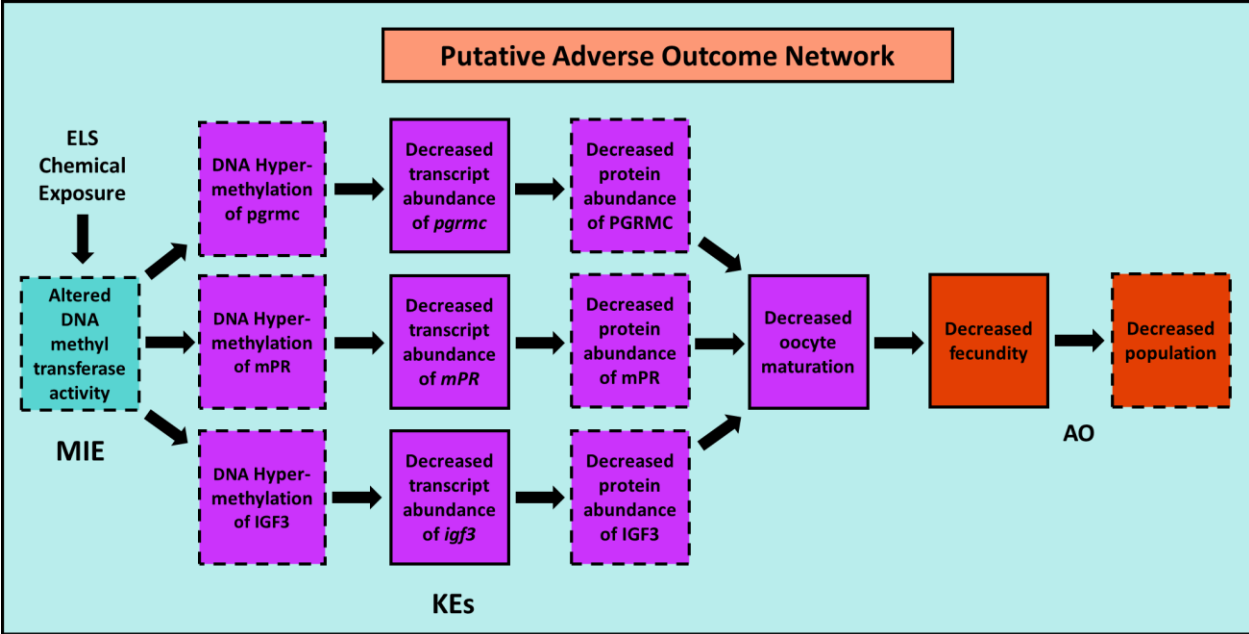 Putative Adverse Outcome Network
ELS
Chemical
Exposure
Altered
DNA
methyl
transferase
activity
MIE
DNA Hyper-
methylation
of pgrmc
Decreased
transcript
abundance
of pgrmc
Decreased
protein
abundance
of PGRMC
DNA Hyper-
methylation
of mPR
Decreased
transcript
abundance
of mPR
Decreased
protein
abundance
of mPR
DNA Hyper-
methylation
of IGF3
Decreased
transcript
abundance
of igf3
Decreased
protein
abundance
of IGF3
KEs
Decreased
oocyte
maturation
Decreased
fecundity
Decreased
population
AO